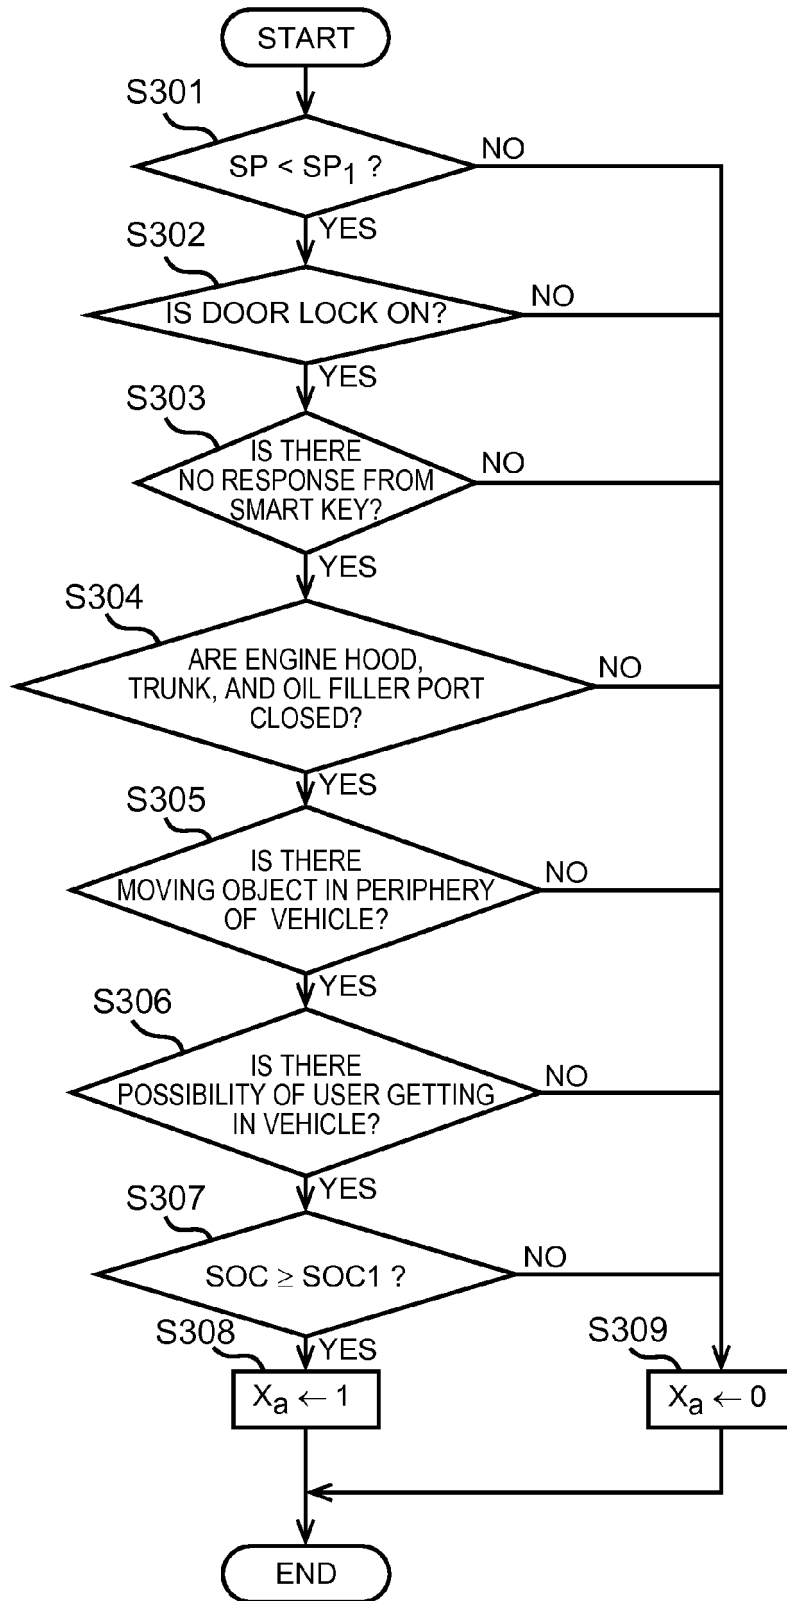 START
S301
SP < SP1 ?
NO
YES
S302
IS DOOR LOCK ON?
NO
YES
S303
IS THERE
NO RESPONSE FROM
SMART KEY?
NO
YES
S304
ARE ENGINE HOOD,
TRUNK, AND OIL FILLER PORT
CLOSED?
NO
YES
S305
IS THERE
MOVING OBJECT IN PERIPHERY
OF VEHICLE?
NO
YES
S306
IS THERE
POSSIBILITY OF USER GETTING
IN VEHICLE?
NO
YES
S307
SOC ≥ SOC1 ?
NO
YES
S308
Xa ← 1
S309
Xa ← 0
END